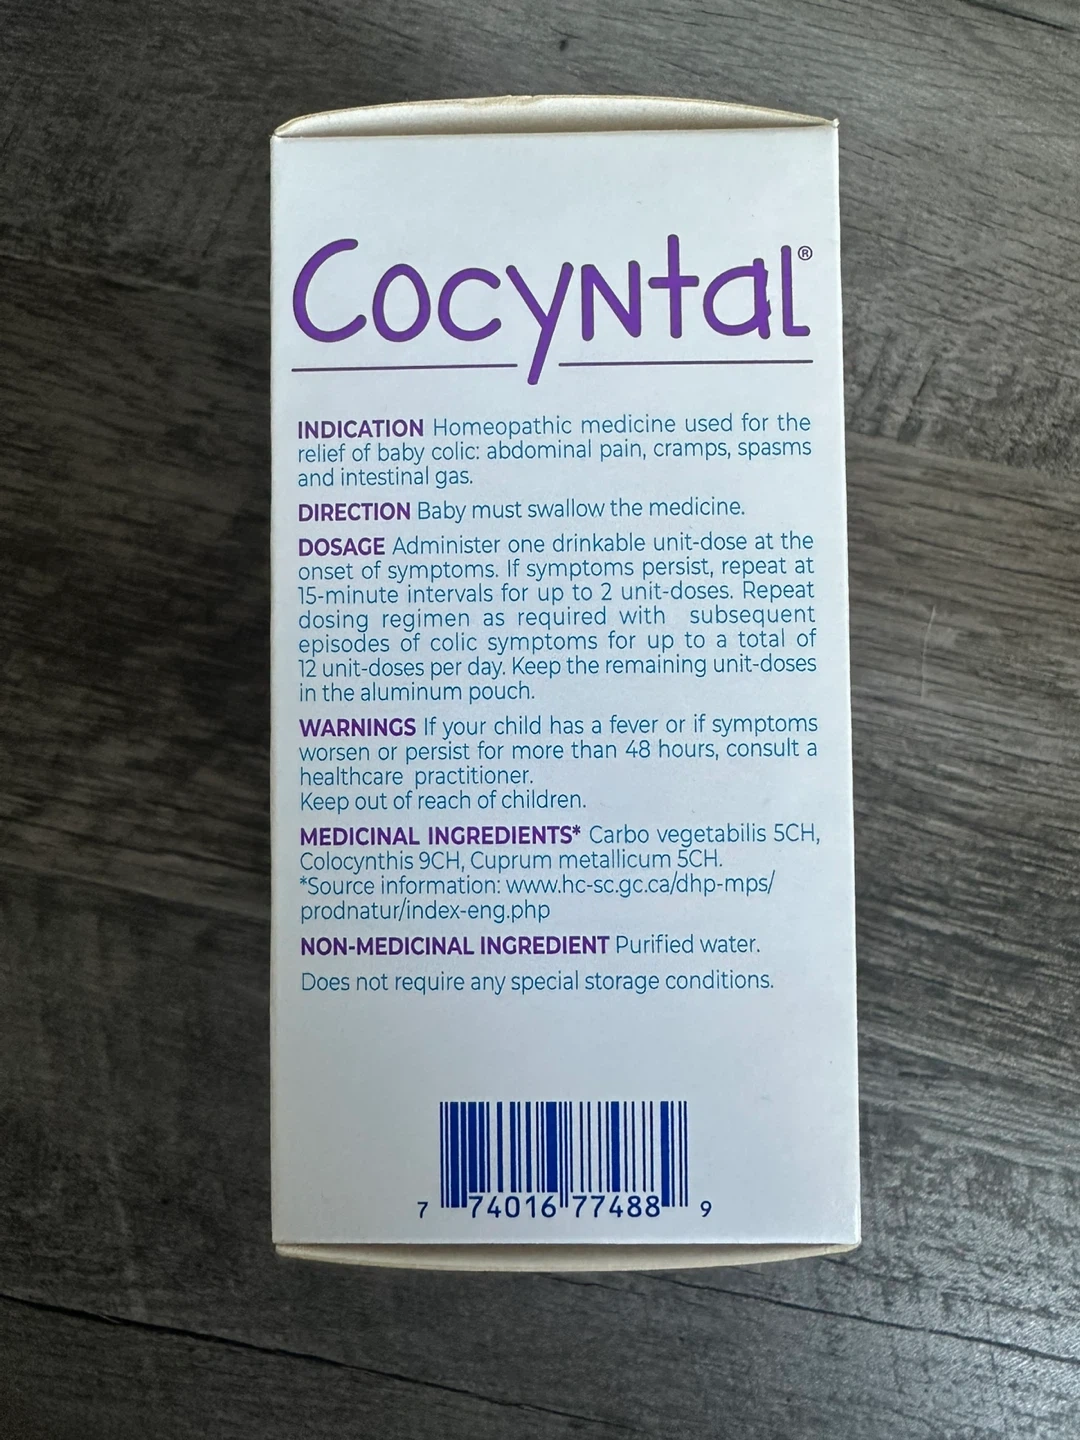 Cocyntal®
INDICATION Homeopathic medicine used for the
relief of baby colic: abdominal pain, cramps, spasms
and intestinal gas.
DIRECTION Baby must swallow the medicine.
DOSAGE Administer one drinkable unit-dose at the
onset of symptoms. If symptoms persist, repeat at
15-minute intervals for up to 2 unit-doses. Repeat
dosing regimen as required with subsequent
episodes of colic symptoms for up to a total of
12 unit-doses per day. Keep the remaining unit-doses
in the aluminum pouch.
WARNINGS If your child has a fever or if symptoms
worsen or persist for more than 48 hours, consult a
healthcare practitioner.
Keep out of reach of children.
MEDICINAL INGREDIENTS* Carbo vegetabilis 5CH,
Colocynthis 9CH, Cuprum metallicum 5CH.
*Source information: www.hc-sc.gc.ca/dhp-mps/
prodnatur/index-eng.php
NON-MEDICINAL INGREDIENT Purified water.
Does not require any special storage conditions.
7 74016 77488 9